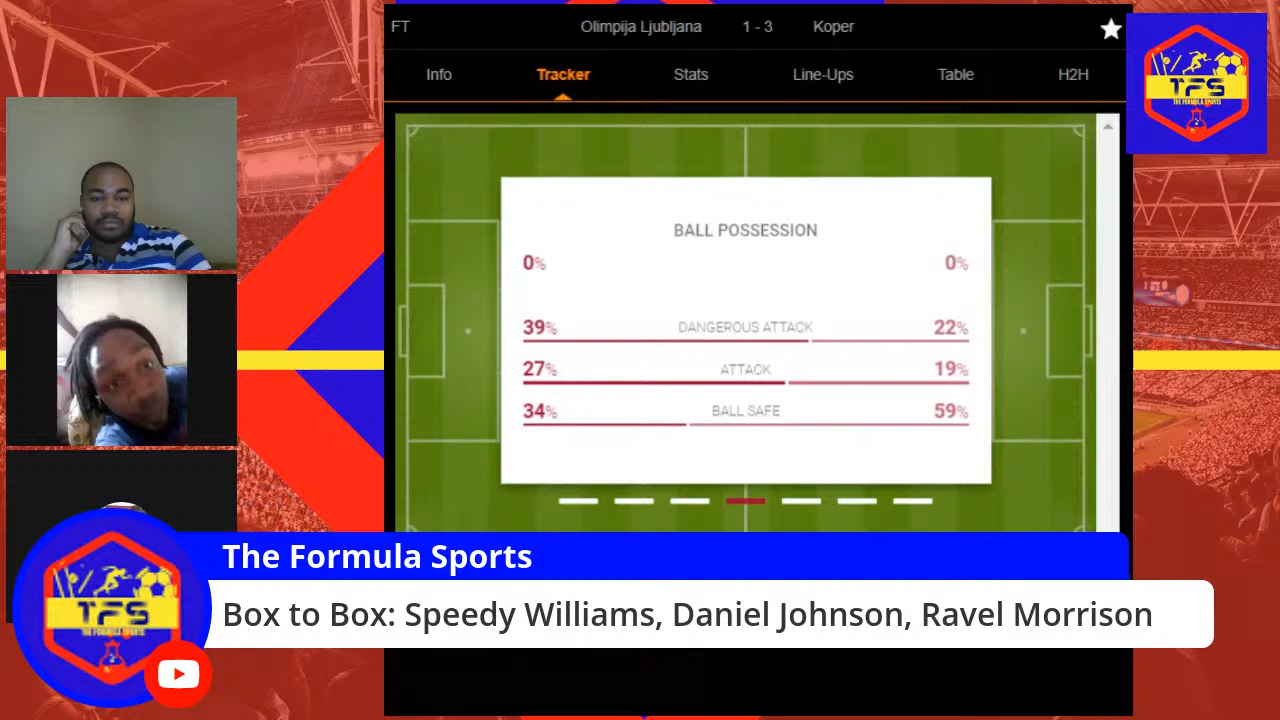 FT Olimpija Ljubljana 1 - 3 Koper
Info Tracker Stats Line-Ups Table H2H
TFS
THE FORMULA SPORTS
BALL POSSESSION
0% 0%
39% DANGEROUS ATTACK 22%
27% ATTACK 19%
34% BALL SAFE 59%
The Formula Sports
Box to Box: Speedy Williams, Daniel Johnson, Ravel Morrison
TFS
THE FORMULA SPORTS